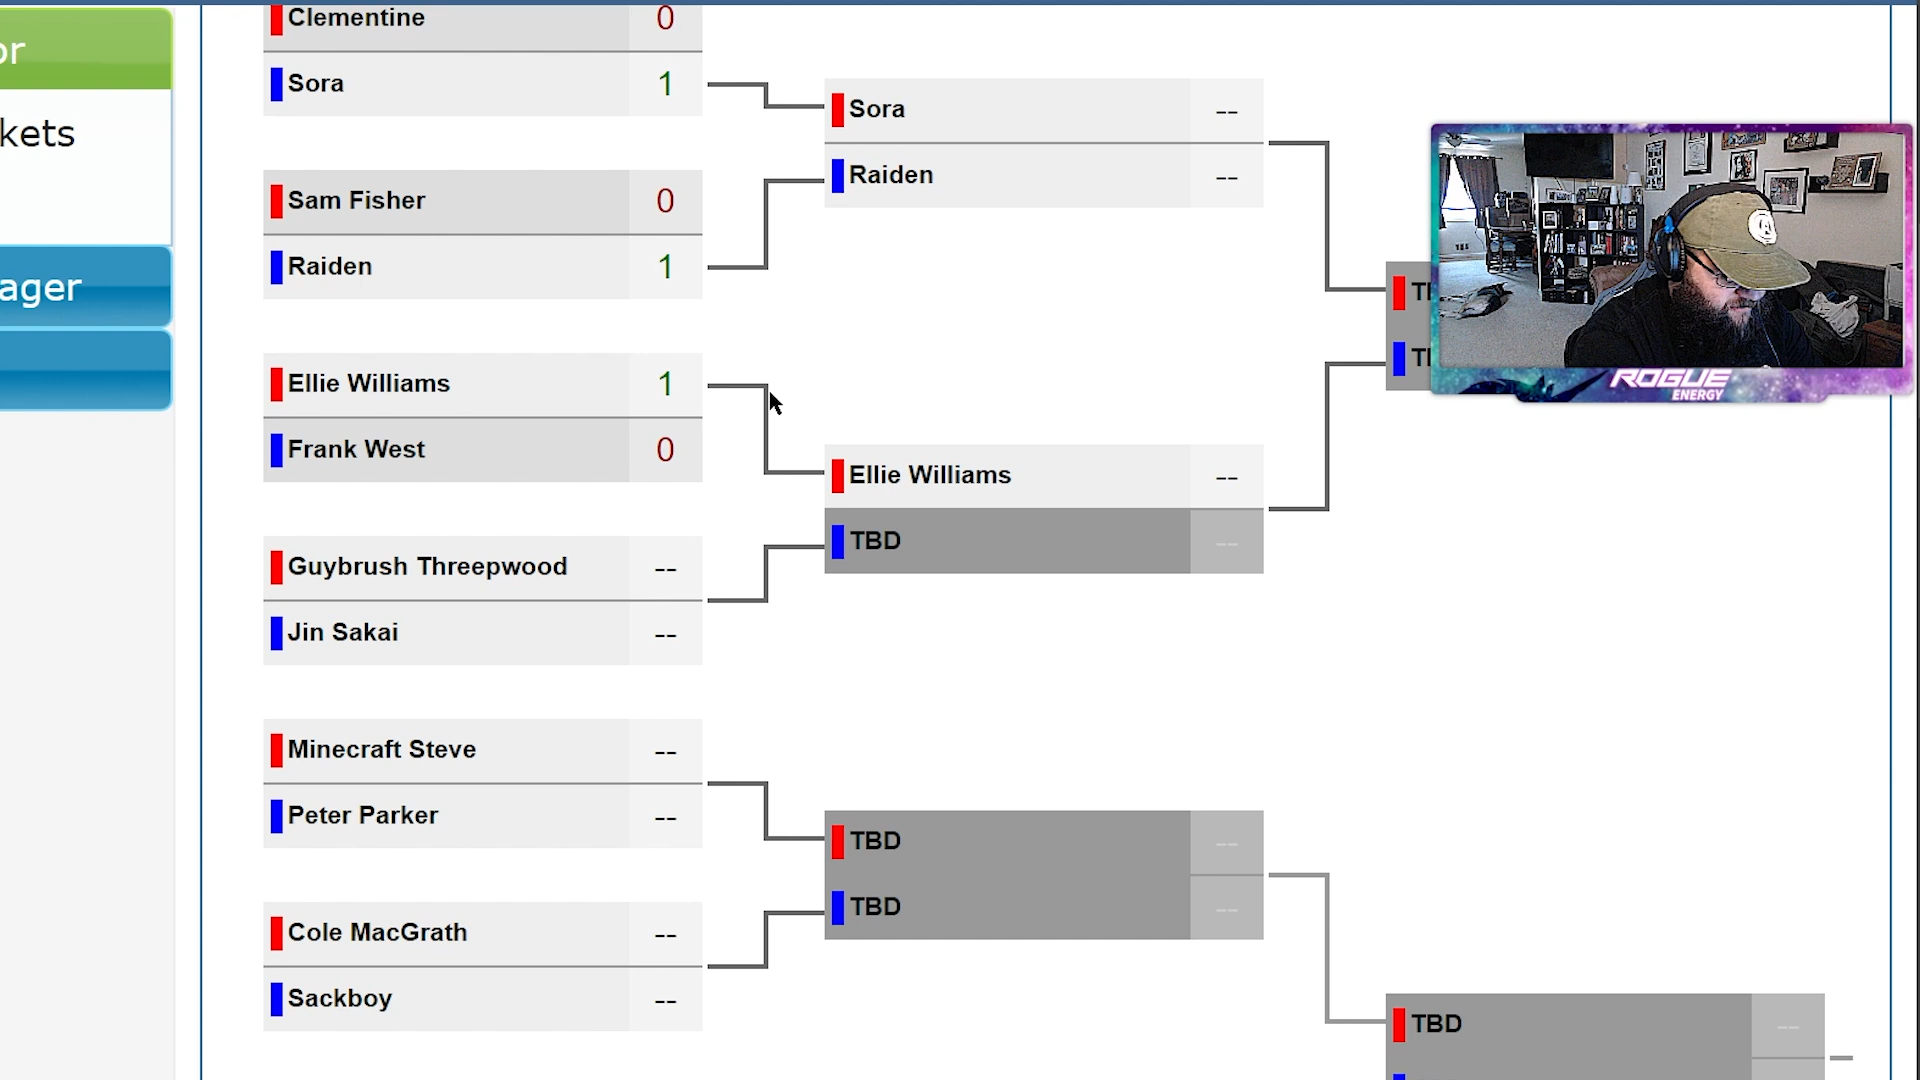 or
kets
ager
Clementine 0
Sora 1
Sam Fisher 0
Raiden 1
Ellie Williams 1
Frank West 0
Guybrush Threepwood --
Jin Sakai --
Minecraft Steve --
Peter Parker --
Cole MacGrath --
Sackboy --
Sora --
Raiden --
Ellie Williams --
TBD --
TBD --
TBD --
T
T
TBD --
ROGUE
ENERGY